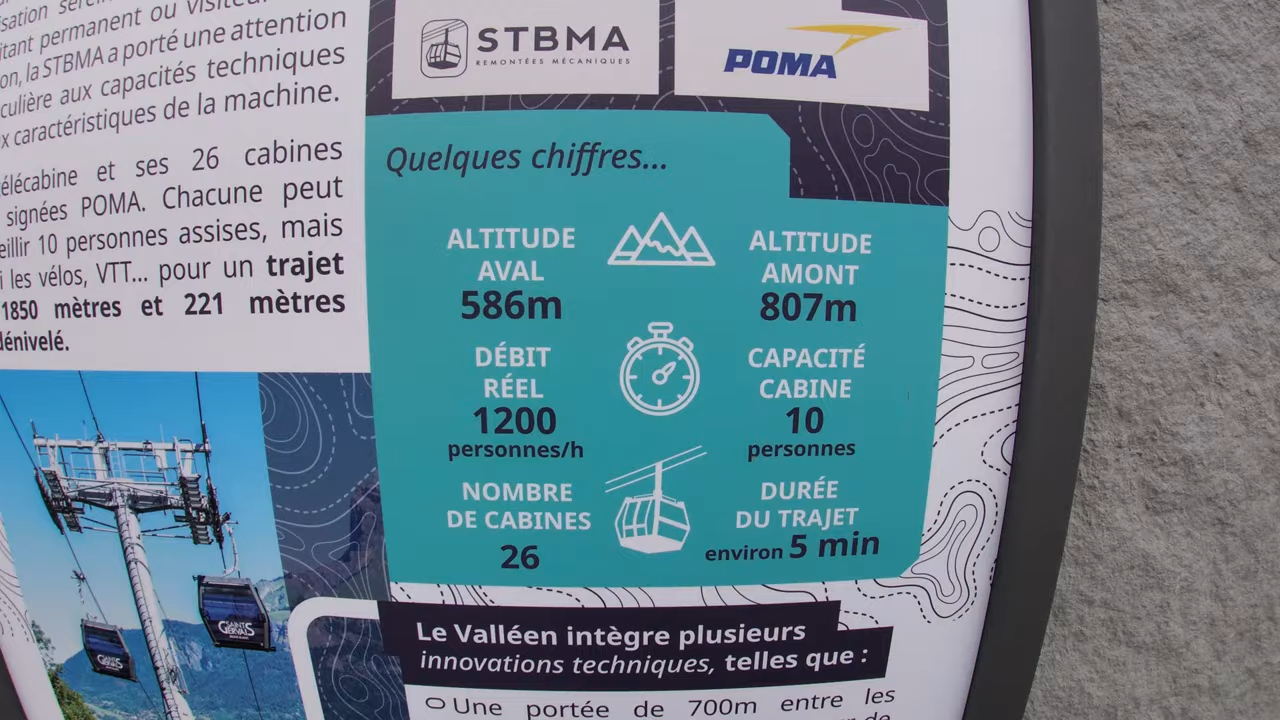 itant permanent ou visiteur.
on, la STBMA a porté une attention
culière aux capacités techniques
x caractéristiques de la machine.
élécabine et ses 26 cabines
signées POMA. Chacune peut
eillir 10 personnes assises, mais
i les vélos, VTT... pour un trajet
1850 mètres et 221 mètres
dénivelé.
STBMA
REMONTÉES MÉCANIQUES
POMA
Quelques chiffres...
ALTITUDE
AVAL
586m
ALTITUDE
AMONT
807m
DÉBIT
RÉEL
1200
personnes/h
CAPACITÉ
CABINE
10
personnes
NOMBRE
DE CABINES
26
DURÉE
DU TRAJET
environ 5 min
SAINT
GERVAIS
SAINT
GERVAIS
Le Valléen intègre plusieurs
innovations techniques, telles que :
Une portée de 700m entre les